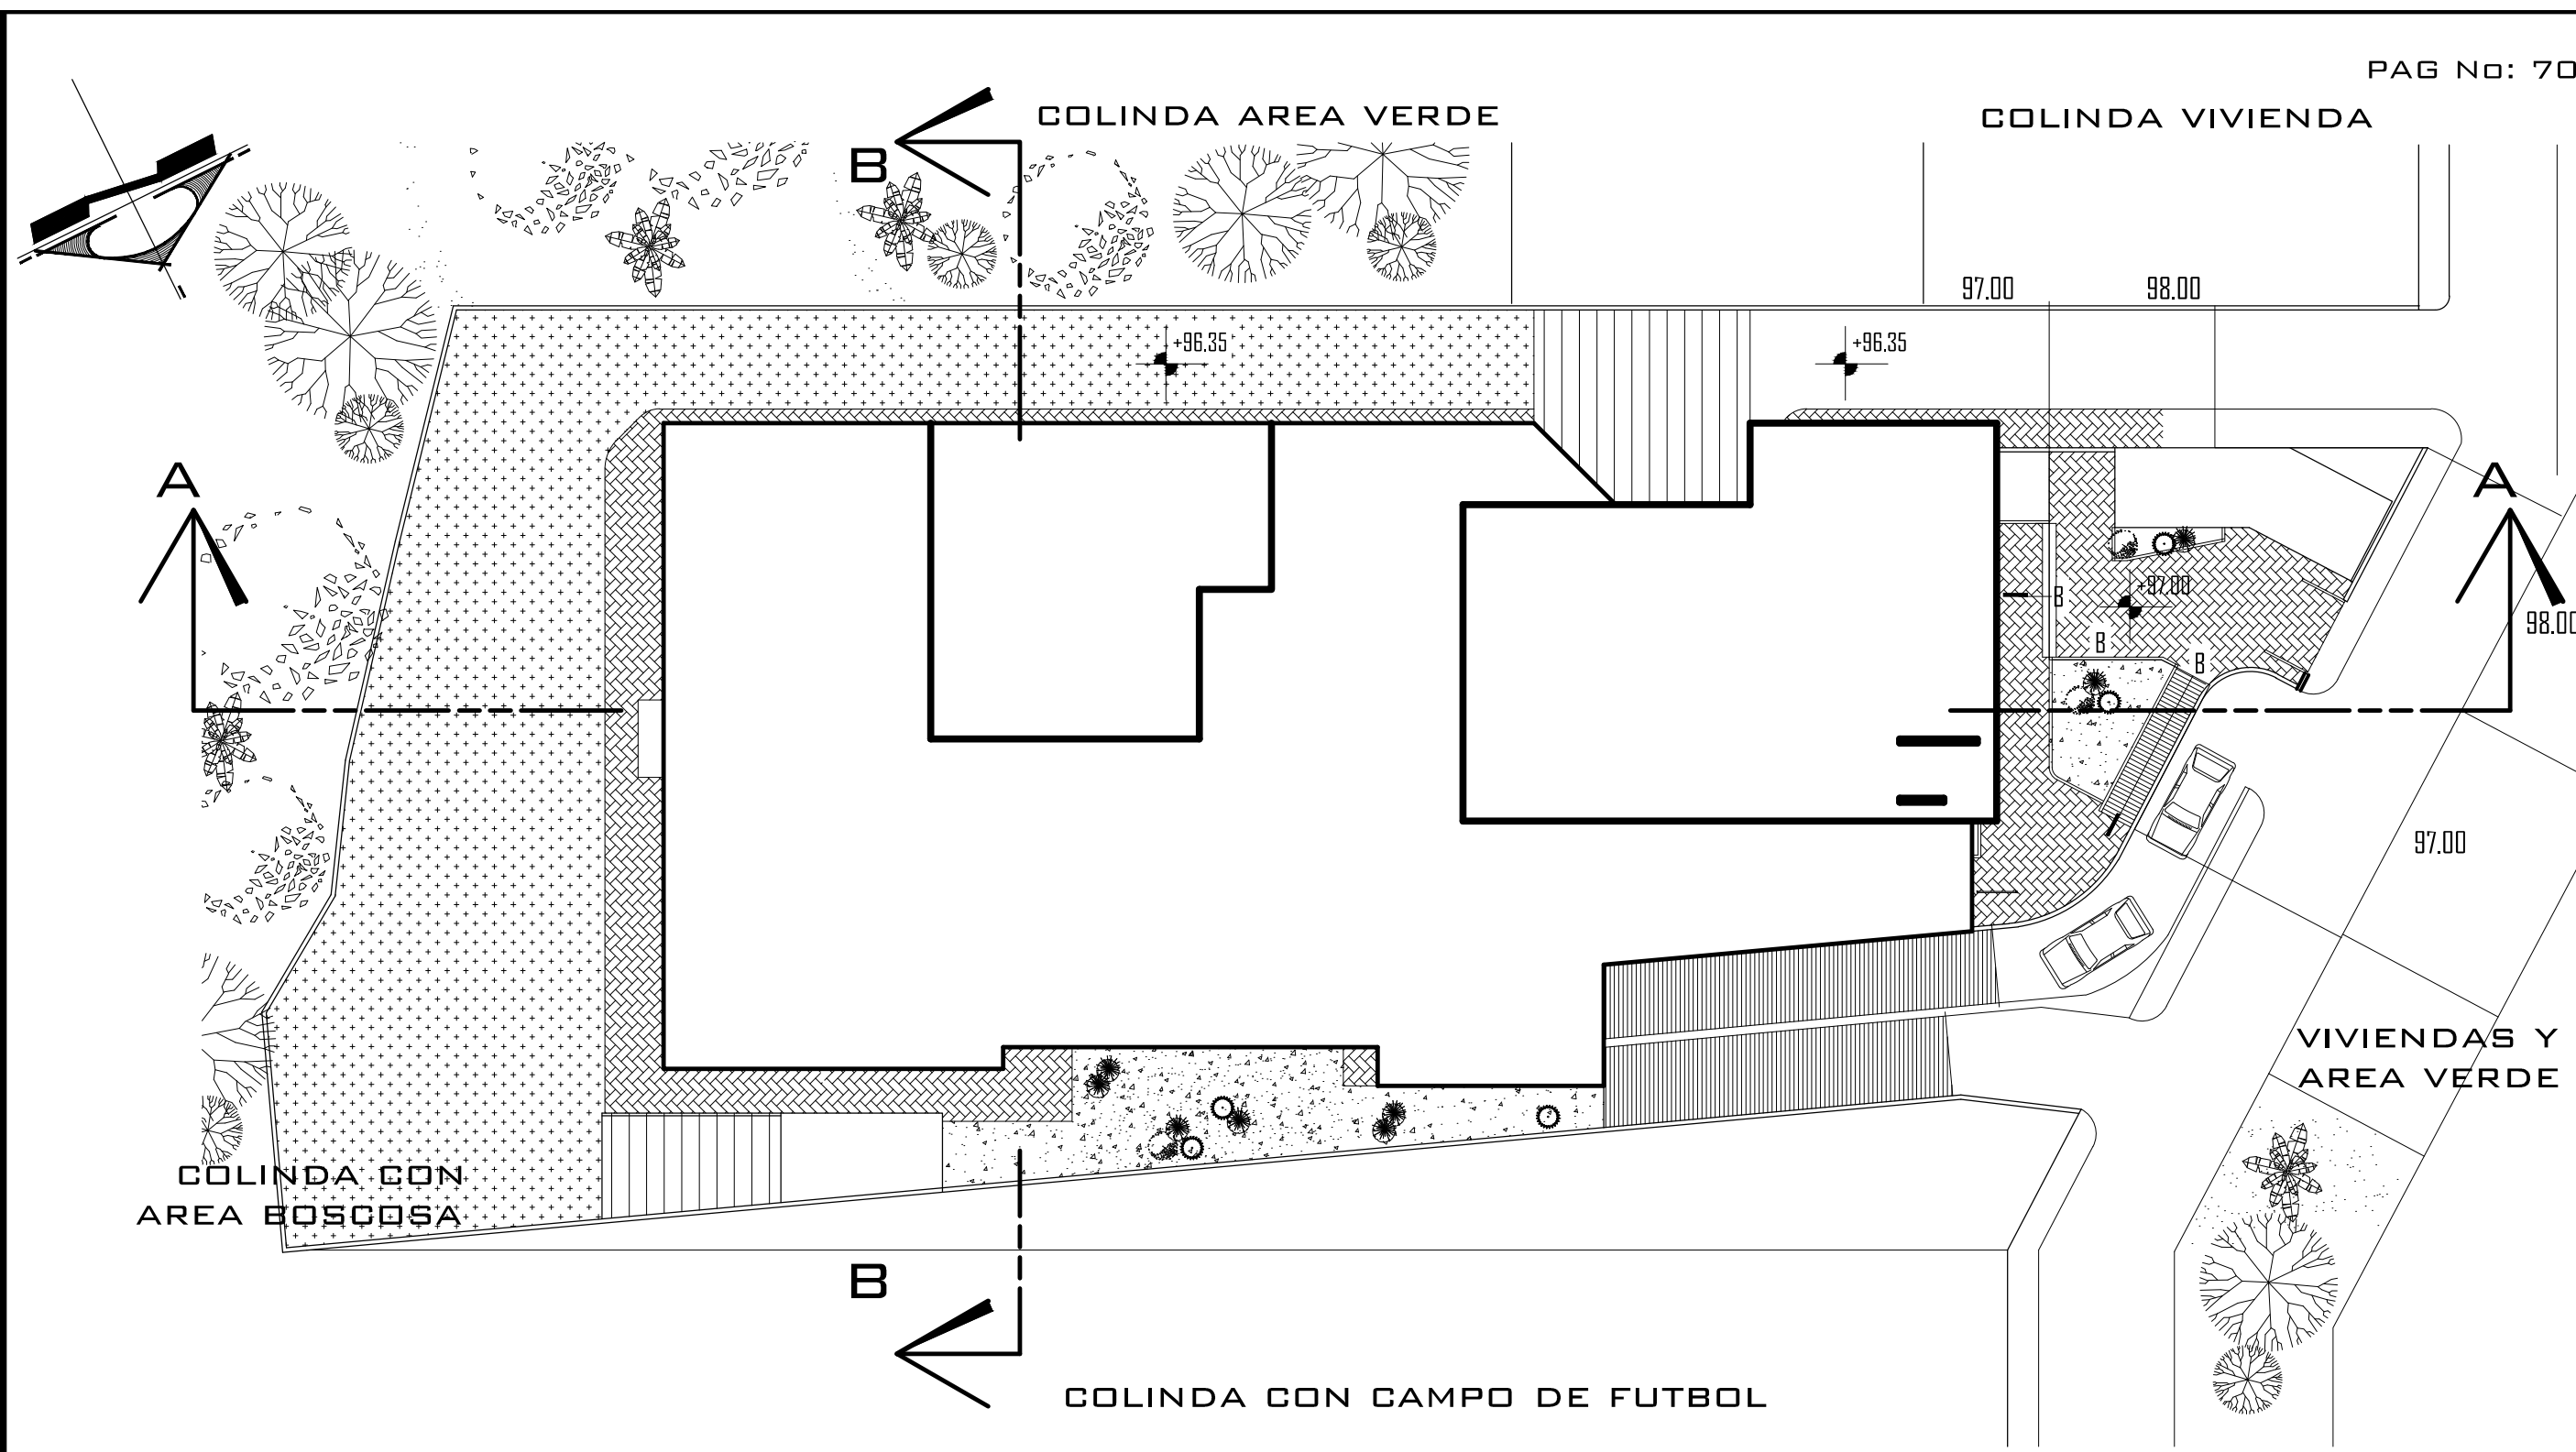 PAG No: 70
COLINDA AREA VERDE
COLINDA VIVIENDA
B
97.00
98.00
+96.35
+96.35
A
A
B
+97.00
98.00
B
B
97.00
VIVIENDAS Y
AREA VERDE
COLINDA CON
AREA BOSCOSA
B
COLINDA CON CAMPO DE FUTBOL